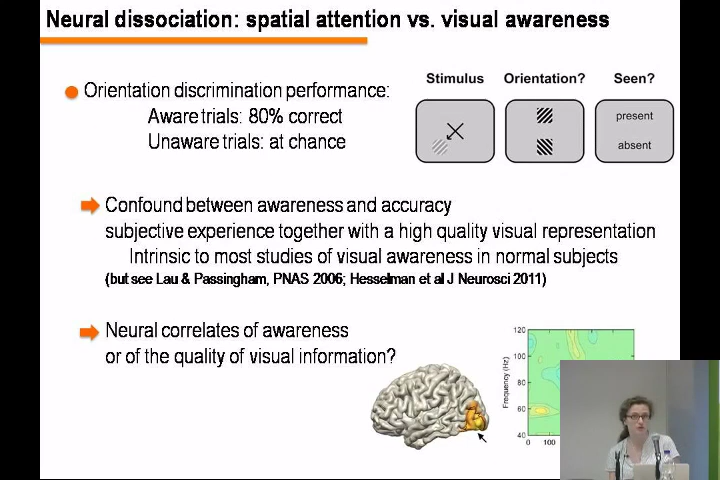 Neural dissociation: spatial attention vs. visual awareness
Orientation discrimination performance:
Aware trials: 80% correct
Unaware trials: at chance
Stimulus
Orientation?
Seen?
present
absent
Confound between awareness and accuracy
subjective experience together with a high quality visual representation
Intrinsic to most studies of visual awareness in normal subjects
(but see Lau & Passingham, PNAS 2006; Hesselman et al J Neurosci 2011)
Neural correlates of awareness
or of the quality of visual information?
Frequency (Hz)
120
100
80
60
40
0
100